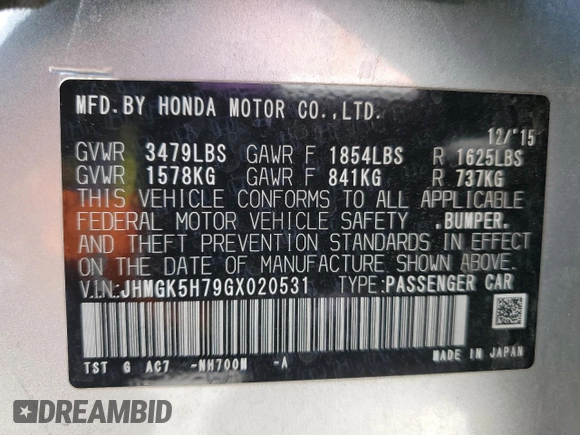 MFD. BY HONDA MOTOR CO., LTD.
12/'15
GVWR 3479LBS GAWR F 1854LBS R 1625LBS
GVWR 1578KG GAWR F 841KG R 737KG
THIS VEHICLE CONFORMS TO ALL APPLICABLE
FEDERAL MOTOR VEHICLE SAFETY .BUMPER.
AND THEFT PREVENTION STANDARDS IN EFFECT
ON THE DATE OF MANUFACTURE SHOWN ABOVE.
V.I.N.:JHMGK5H79GX020531 TYPE:PASSENGER CAR
TST G AC7 -NH700M -A
MADE IN JAPAN
DREAMBID